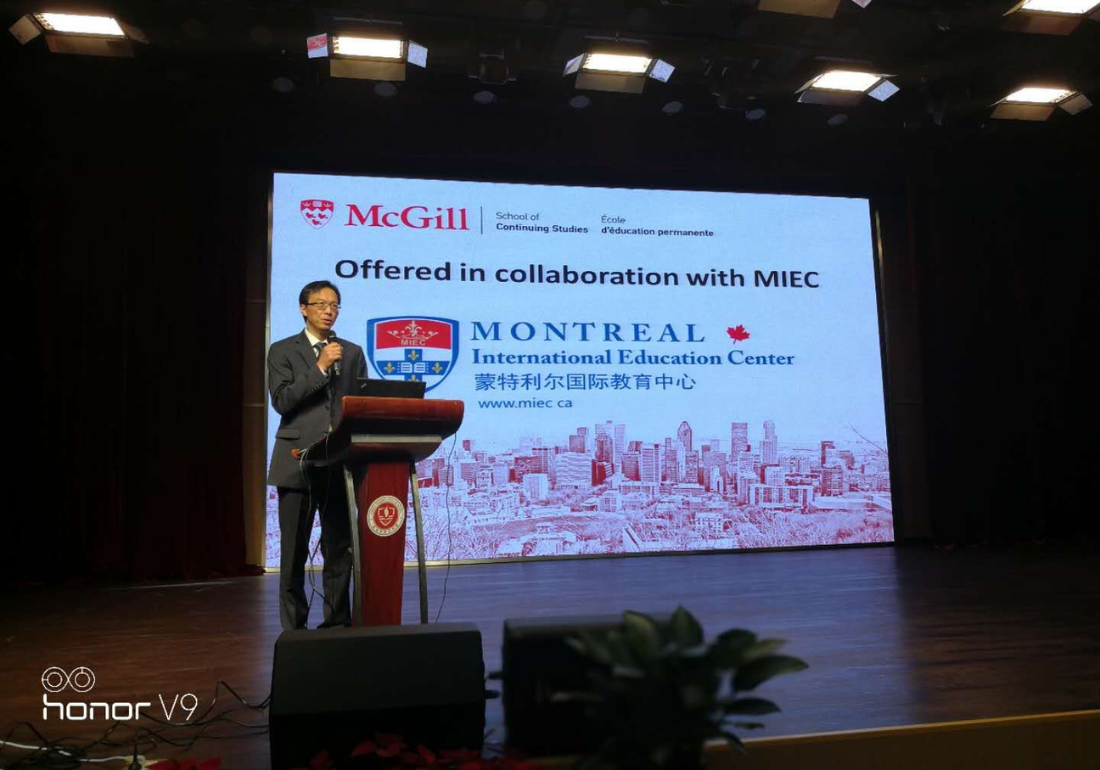 McGill
School of
Continuing Studies
École
d'éducation permanente
Offered in collaboration with MIEC
MIEC
MONTREAL
International Education Center
蒙特利尔国际教育中心
www.miec ca
honor V9